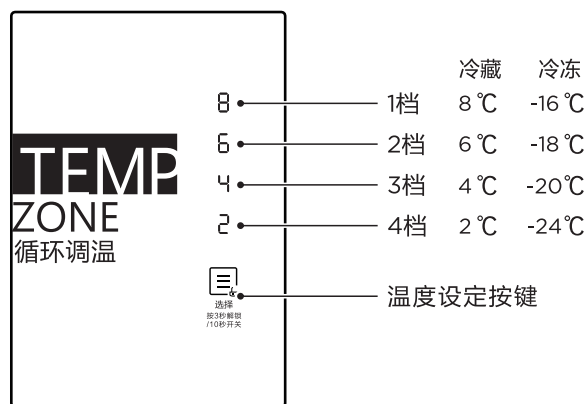 冷藏 冷冻
8 1档 8℃ -16℃
6 2档 6℃ -18℃
4 3档 4℃ -20℃
2 4档 2℃ -24℃
TEMP
ZONE
循环调温
选择
按3秒解锁
/10秒开关
温度设定按键